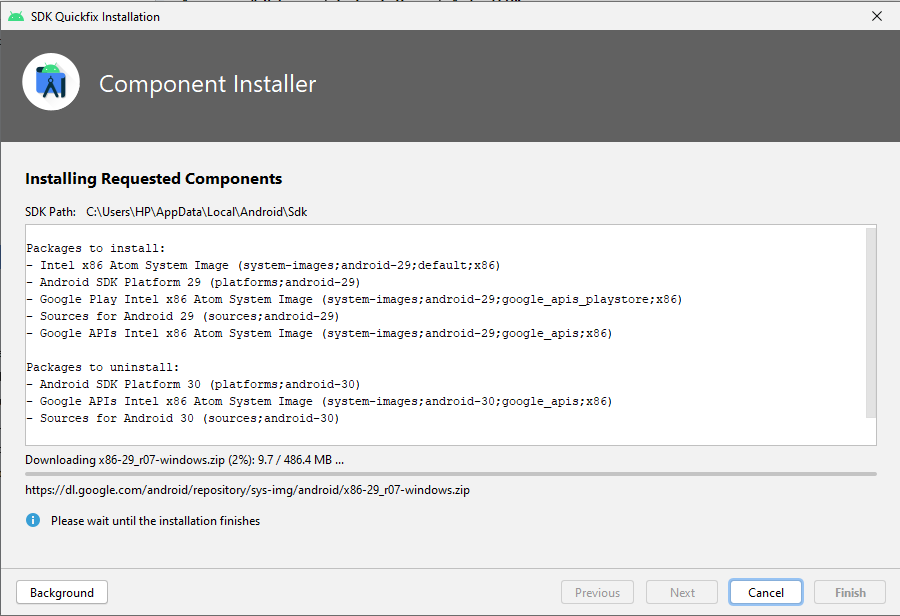 SDK Quickfix Installation
Component Installer
Installing Requested Components
SDK Path: C:\Users\HP\AppData\Local\Android\Sdk
Packages to install:
- Intel x86 Atom System Image (system-images;android-29;default;x86)
- Android SDK Platform 29 (platforms;android-29)
- Google Play Intel x86 Atom System Image (system-images;android-29;google_apis_playstore;x86)
- Sources for Android 29 (sources;android-29)
- Google APIs Intel x86 Atom System Image (system-images;android-29;google_apis;x86)
Packages to uninstall:
- Android SDK Platform 30 (platforms;android-30)
- Google APIs Intel x86 Atom System Image (system-images;android-30;google_apis;x86)
- Sources for Android 30 (sources;android-30)
Downloading x86-29_r07-windows.zip (2%): 9.7 / 486.4 MB ...
https://dl.google.com/android/repository/sys-img/android/x86-29_r07-windows.zip
Please wait until the installation finishes
Background Previous Next Cancel Finish